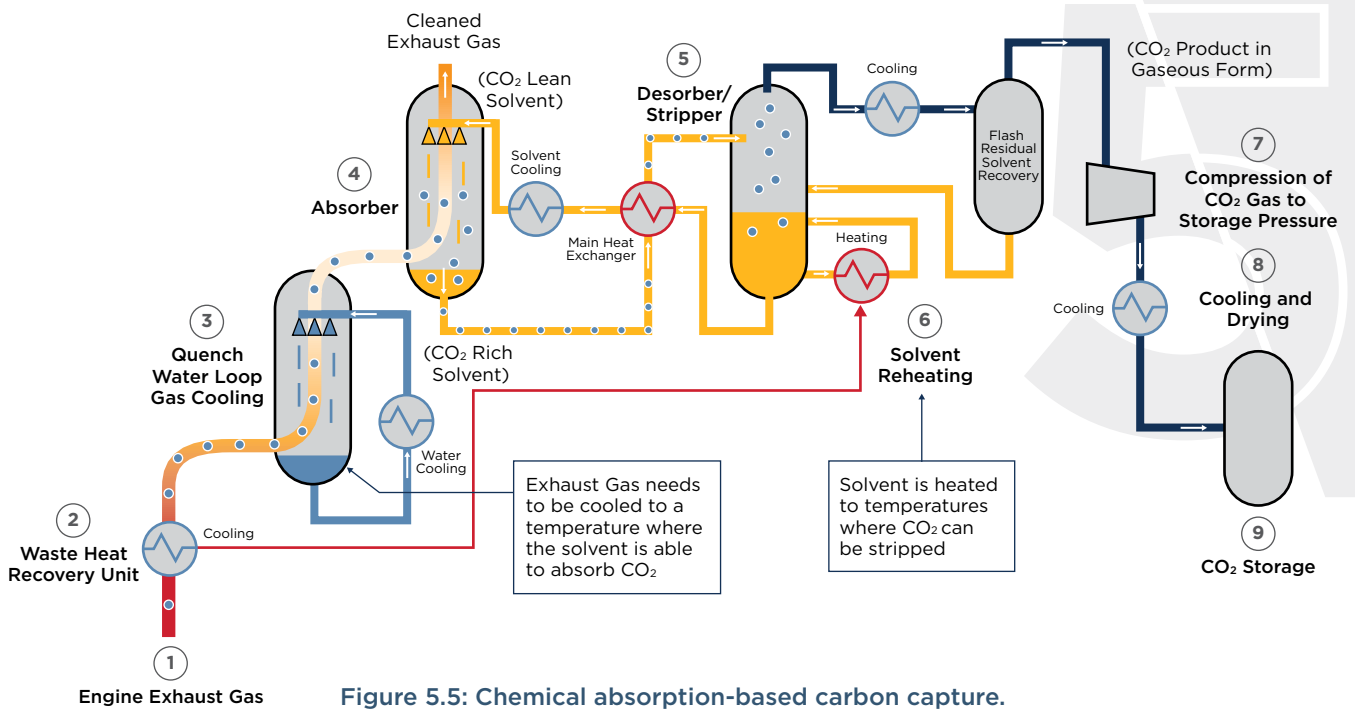 Cleaned
Exhaust Gas
(CO₂ Lean
Solvent)
4
Absorber
Solvent
Cooling
Main Heat
Exchanger
5
Desorber/
Stripper
Cooling
Flash
Residual
Solvent
Recovery
(CO₂ Product in
Gaseous Form)
7
Compression of
CO₂ Gas to
Storage Pressure
Heating
8
Cooling and
Drying
Cooling
3
Quench
Water Loop
Gas Cooling
(CO₂ Rich
Solvent)
6
Solvent
Reheating
Water
Cooling
Exhaust Gas needs
to be cooled to a
temperature where
the solvent is able
to absorb CO₂
Solvent is heated
to temperatures
where CO₂ can
be stripped
2
Waste Heat
Recovery Unit
Cooling
9
CO₂ Storage
1
Engine Exhaust Gas
Figure 5.5: Chemical absorption-based carbon capture.
5